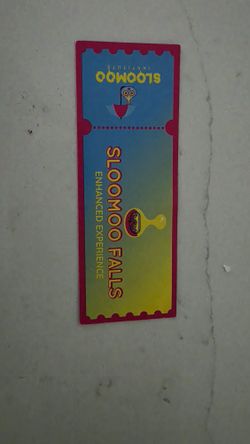 SLOOMOO
INSTITUTE
SLOOMOO FALLS
ENHANCED EXPERIENCE